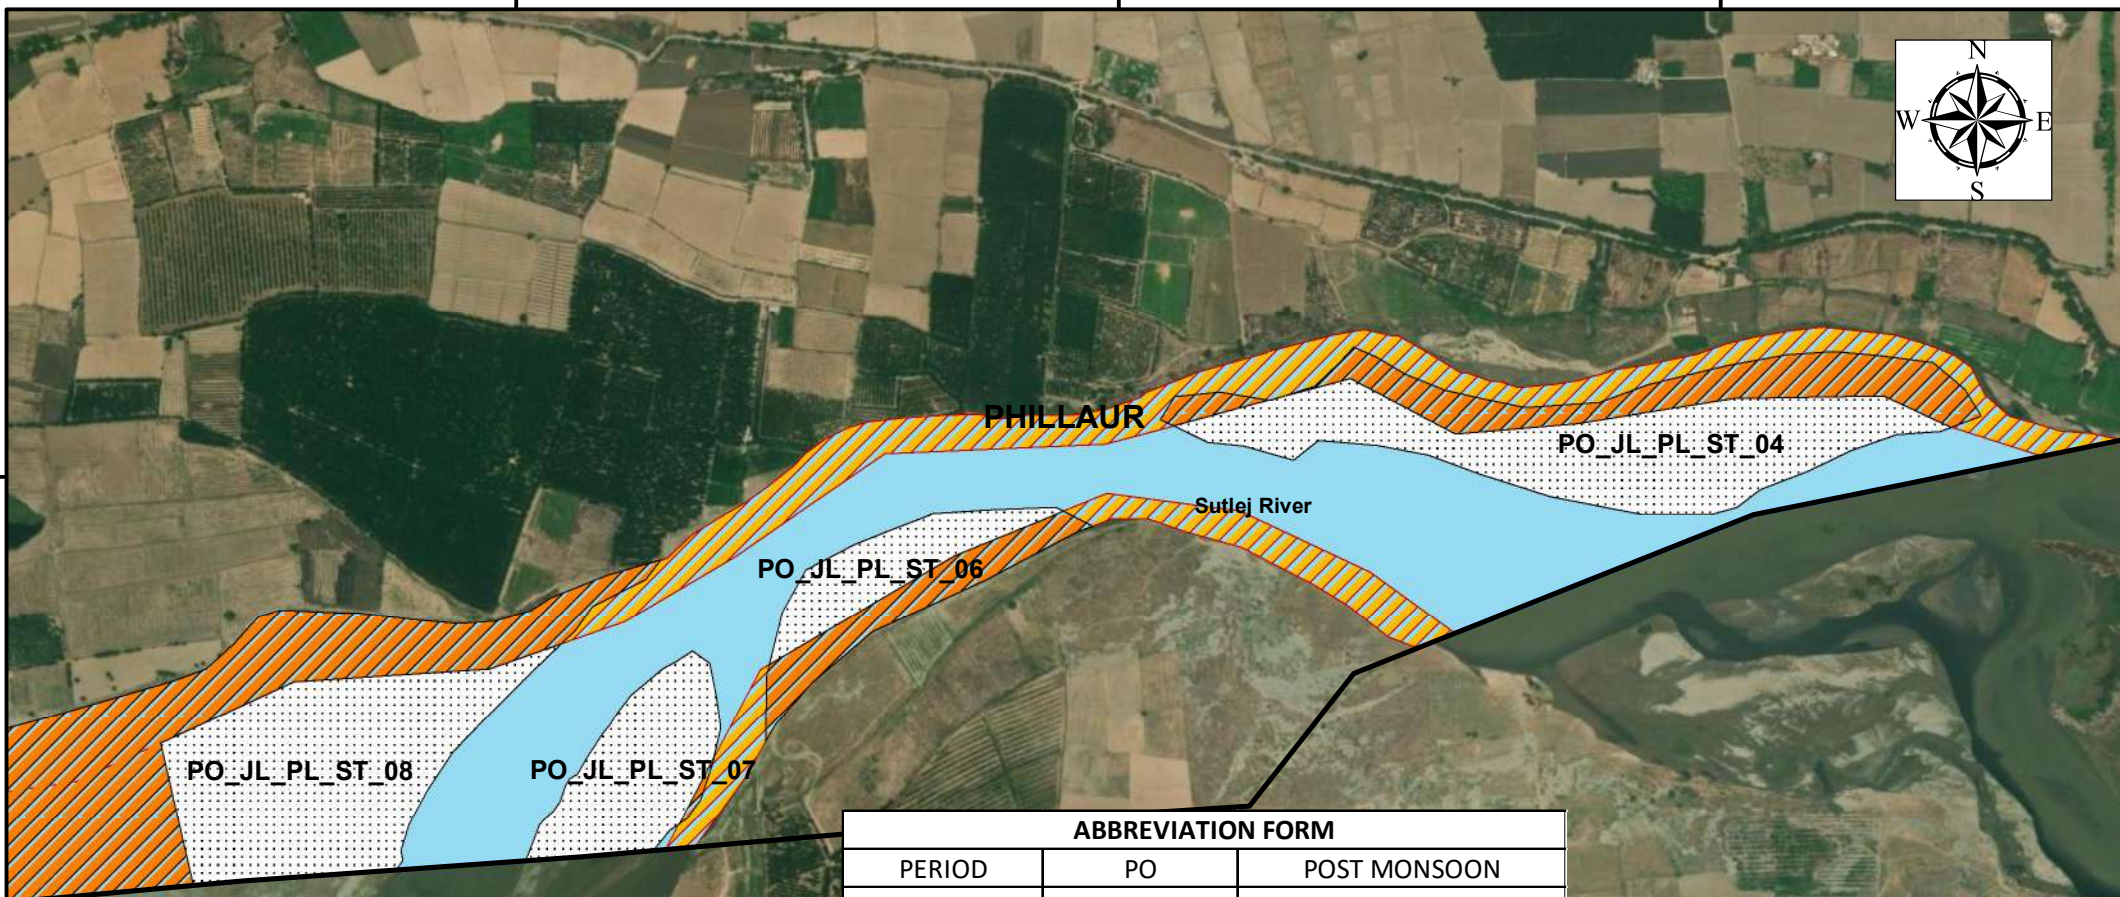 N
W E
S
PHILLAUR
PO_JL_PL_ST_04
Sutlej River
PO_JL_PL_ST_06
PO_JL_PL_ST_08
PO_JL_PL_ST_07
ABBREVIATION FORM
PERIOD PO POST MONSOON